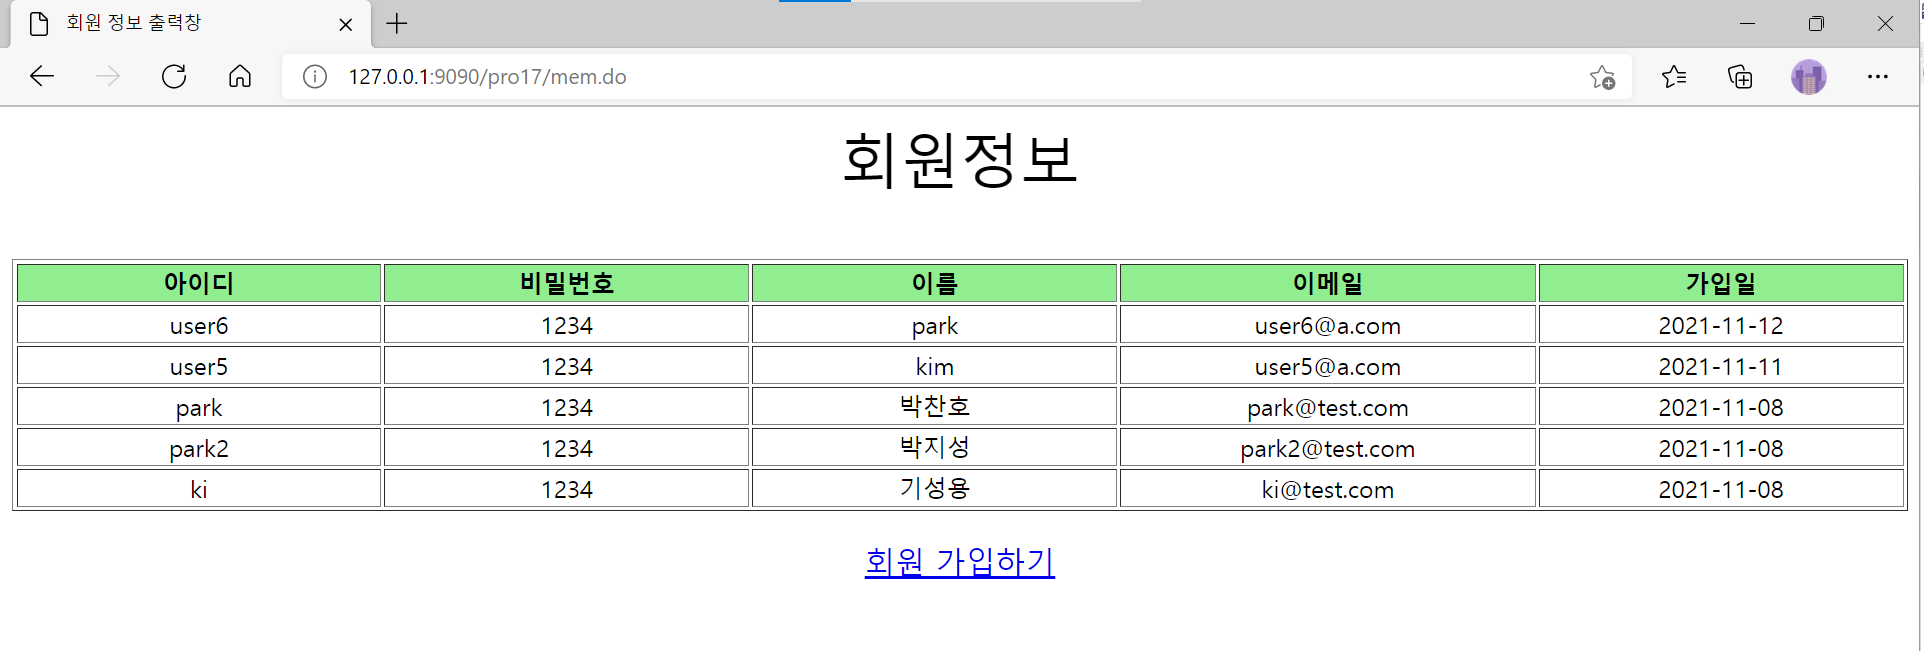 회원 정보 출력창
127.0.0.1:9090/pro17/mem.do
회원정보
아이디 비밀번호 이름 이메일 가입일
user6 1234 park user6@a.com 2021-11-12
user5 1234 kim user5@a.com 2021-11-11
park 1234 박찬호 park@test.com 2021-11-08
park2 1234 박지성 park2@test.com 2021-11-08
ki 1234 기성용 ki@test.com 2021-11-08
회원 가입하기